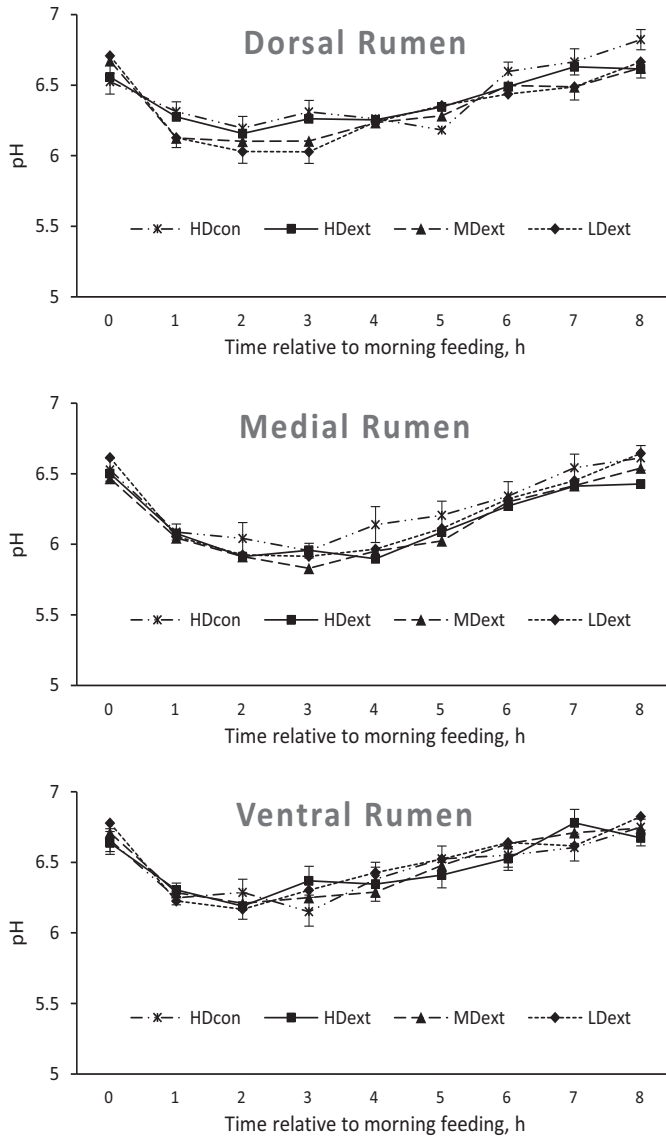 Dorsal Rumen
7
6.5
6
5.5
5
pH
HDcon HDext MDext LDext
0 1 2 3 4 5 6 7 8
Time relative to morning feeding, h
Medial Rumen
7
6.5
6
5.5
5
pH
HDcon HDext MDext LDext
0 1 2 3 4 5 6 7 8
Time relative to morning feeding, h
Ventral Rumen
7
6.5
6
5.5
5
pH
HDcon HDext MDext LDext
0 1 2 3 4 5 6 7 8
Time relative to morning feeding, h